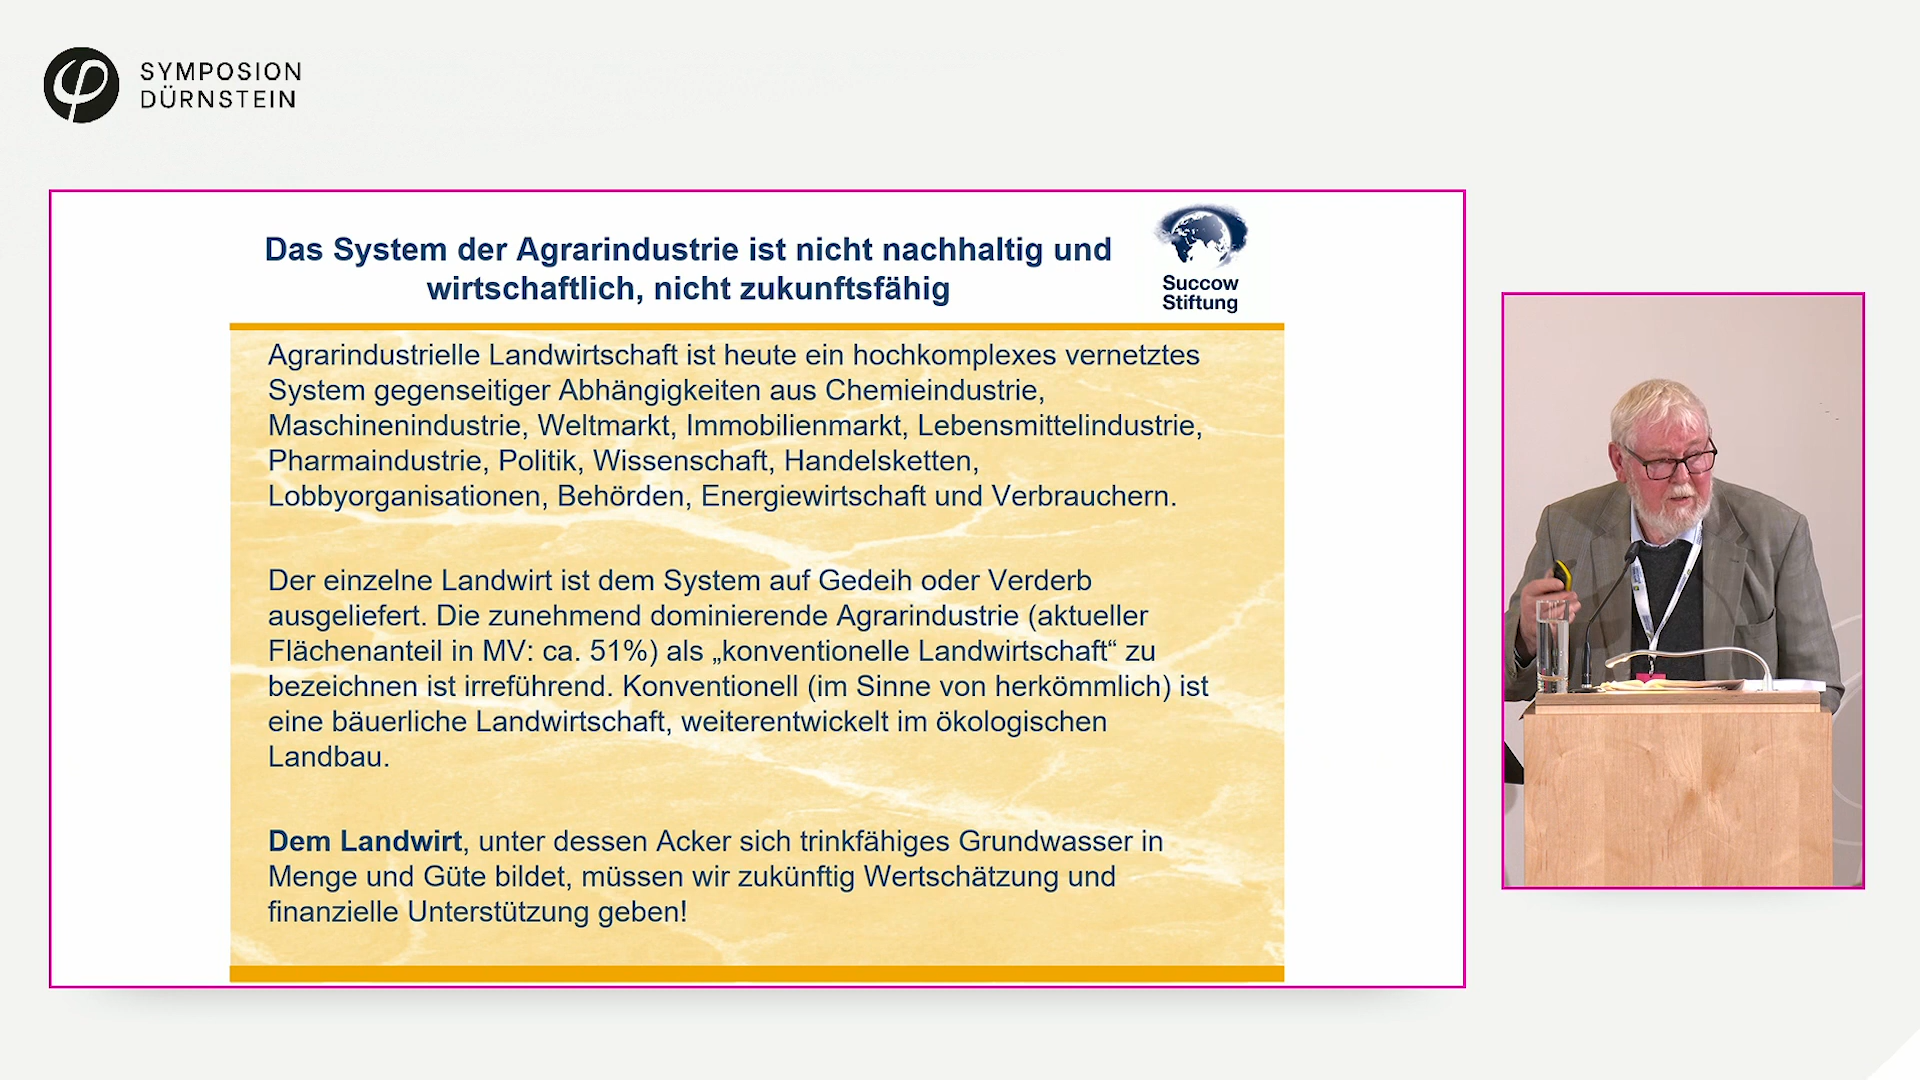 SYMPOSION
DÜRNSTEIN
Das System der Agrarindustrie ist nicht nachhaltig und
wirtschaftlich, nicht zukunftsfähig
Succow
Stiftung
Agrarindustrielle Landwirtschaft ist heute ein hochkomplexes vernetztes
System gegenseitiger Abhängigkeiten aus Chemieindustrie,
Maschinenindustrie, Weltmarkt, Immobilienmarkt, Lebensmittelindustrie,
Pharmaindustrie, Politik, Wissenschaft, Handelsketten,
Lobbyorganisationen, Behörden, Energiewirtschaft und Verbrauchern.
Der einzelne Landwirt ist dem System auf Gedeih oder Verderb
ausgeliefert. Die zunehmend dominierende Agrarindustrie (aktueller
Flächenanteil in MV: ca. 51%) als „konventionelle Landwirtschaft“ zu
bezeichnen ist irreführend. Konventionell (im Sinne von herkömmlich) ist
eine bäuerliche Landwirtschaft, weiterentwickelt im ökologischen
Landbau.
Dem Landwirt, unter dessen Acker sich trinkfähiges Grundwasser in
Menge und Güte bildet, müssen wir zukünftig Wertschätzung und
finanzielle Unterstützung geben!